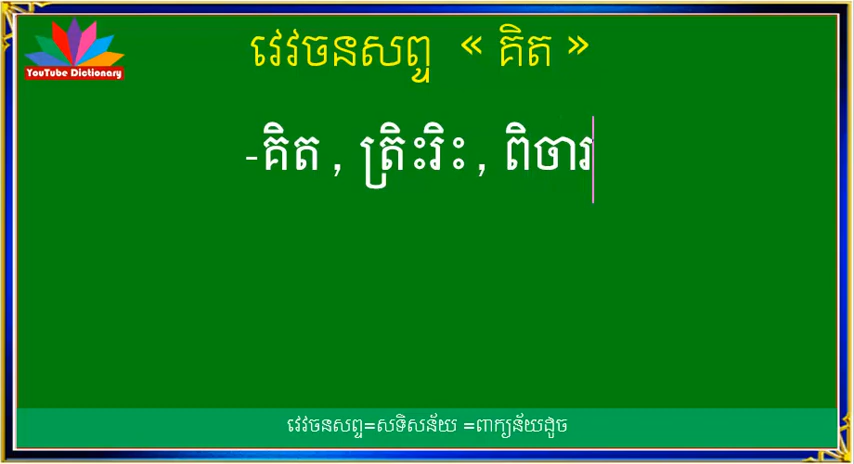 វេវចនសព្ទ « គិត »
YouTube Dictionary
-គិត , ត្រិះរិះ , ពិចារ
វេវចនសព្ទ=សទិសន័យ =ពាក្យន័យដូច